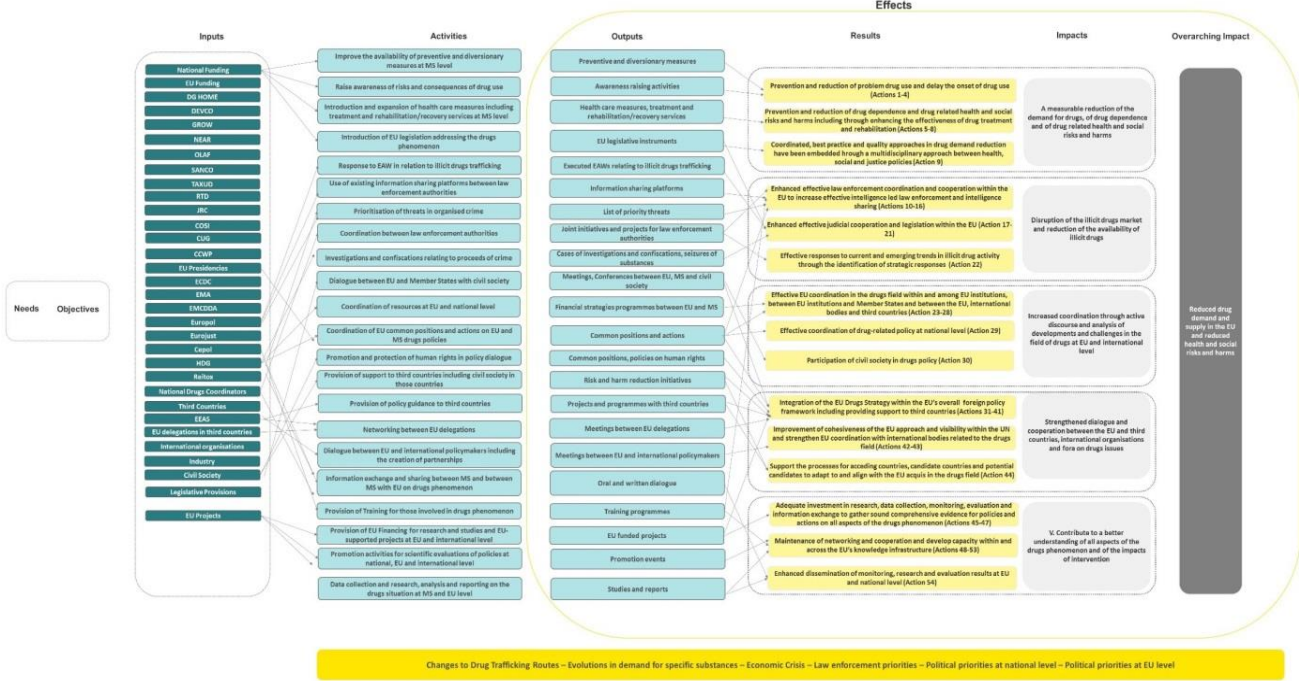 Effects
Inputs
Activities
Outputs
Results
Impacts
Overarching Impact
Needs
Objectives
National Funding
EU Funding
DG HOME
DEVCO
GROW
NEAR
OLAF
SANCO
TAXUD
RTD
JRC
COSI
CUG
CCWP
EU Presidencies
ECDC
EMA
EMCDDA
Europol
Eurojust
Cepol
HDG
Reitox
National Drugs Coordinators
Third Countries
EEAS
EU delegations in third countries
International organisations
Industry
Civil Society
Legislative Provisions
EU Projects
Improve the availability of preventive and diversionary
measures at MS level
Raise awareness of risks and consequences of drug use
Introduction and expansion of health care measures including
treatment and rehabilitation/recovery services at MS level
Introduction of EU legislation addressing the drugs
phenomenon
Response to EAW in relation to illicit drugs trafficking
Use of existing information sharing platforms between law
enforcement authorities
Prioritisation of threats in organised crime
Coordination between law enforcement authorities
Investigations and confiscations relating to proceeds of crime
Dialogue between EU and Member States with civil society
Coordination of resources at EU and national level
Coordination of EU common positions and actions on EU and
MS drugs policies
Promotion and protection of human rights in policy dialogue
Provision of support to third countries including civil society in
those countries
Provision of policy guidance to third countries
Networking between EU delegations
Dialogue between EU and international policymakers including
the creation of partnerships
Information exchange and sharing between MS and between
MS with EU on drugs phenomenon
Provision of Training for those involved in drugs phenomenon
Provision of EU Financing for research and studies and EU-
supported projects at EU and international level
Promotion activities for scientific evaluations of policies at
national, EU and international level
Data collection and research, analysis and reporting on the
drugs situation at MS and EU level
Preventive and diversionary measures
Awareness raising activities
Health care measures, treatment and
rehabilitation/recovery services
EU legislative instruments
Executed EAWs relating to illicit drugs trafficking
Information sharing platforms
List of priority threats
Joint initiatives and projects for law enforcement
authorities
Cases of investigations and confiscations, seizures of
substances
Meetings, Conferences between EU, MS and civil
society
Financial strategies programmes between EU and MS
Common positions and actions
Common positions, policies on human rights
Risk and harm reduction initiatives
Projects and programmes with third countries
Meetings between EU delegations
Meetings between EU and international policymakers
Oral and written dialogue
Training programmes
EU funded projects
Promotion events
Studies and reports
Prevention and reduction of problem drug use and delay the onset of drug use
(Actions 1-4)
Prevention and reduction of drug dependence and drug related health and social
risks and harms including through enhancing the effectiveness of drug treatment
and rehabilitation (Actions 5-8)
Coordinated, best practice and quality approaches in drug demand reduction
have been embedded hrough a multidisciplinary approach between health,
social and justice policies (Action 9)
Enhanced effective law enforcement coordination and cooperation within the
EU to increase effective intelligence led law enforcement and intelligence
sharing (Actions 10-16)
Enhanced effective judicial cooperation and legislation within the EU (Action 17-
21)
Effective responses to current and emerging trends in illicit drug activity
through the identification of strategic responses (Action 22)
Effective EU coordination in the drugs field within and among EU institutions,
between EU institutions and Member States and between the EU, international
bodies and third countries (Action 23-28)
Effective coordination of drug-related policy at national level (Action 29)
Participation of civil society in drugs policy (Action 30)
Integration of the EU Drugs Strategy within the EU's overall foreign policy
framework including providing support to third countries (Actions 31-41)
Improvement of cohesiveness of the EU approach and visibility within the UN
and strengthen EU coordination with international bodies related to the drugs
field (Actions 42-43)
Support the processes for acceding countries, candidate countries and potential
candidates to adapt to and align with the EU acquis in the drugs field (Action 44)
Adequate investment in research, data collection, monitoring, evaluation and
information exchange to gather sound comprehensive evidence for policies and
actions on all aspects of the drugs phenomenon (Actions 45-47)
Maintenance of networking and cooperation and develop capacity within and
across the EU's knowledge infrastructure (Actions 48-53)
Enhanced dissemination of monitoring, research and evaluation results at EU
and national level (Action 54)
A measurable reduction of the
demand for drugs, of drug dependence
and of drug related health and social
risks and harms
Disruption of the illicit drugs market
and reduction of the availability of
illicit drugs
Increased coordination through active
discourse and analysis of
developments and challenges in the
field of drugs at EU and international
level
Strengthened dialogue and
cooperation between the EU and third
countries, international organisations
and fora on drugs issues
V. Contribute to a better
understanding of all aspects of the
drugs phenomenon and of the impacts
of intervention
Reduced drug
demand and
supply in the EU
and reduced
health and social
risks and harms
Changes to Drug Trafficking Routes – Evolutions in demand for specific substances – Economic Crisis – Law enforcement priorities – Political priorities at national level – Political priorities at EU level